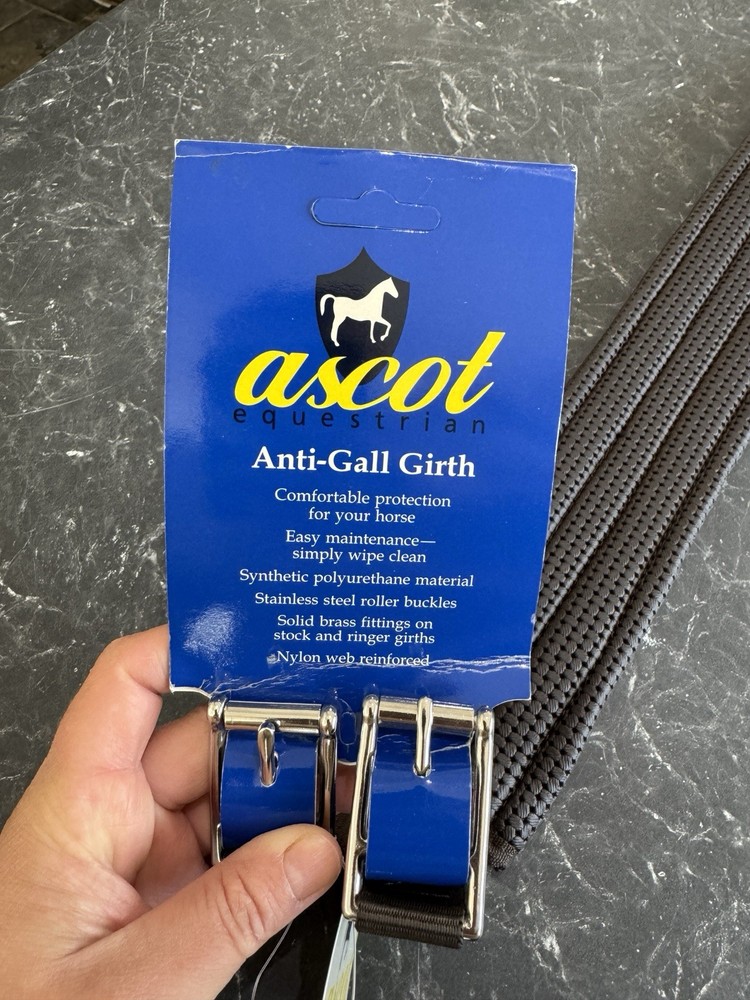 ascot
equestrian
Anti-Gall Girth
Comfortable protection
for your horse
Easy maintenance—
simply wipe clean
Synthetic polyurethane material
Stainless steel roller buckles
Solid brass fittings on
stock and ringer girths
Nylon web reinforced